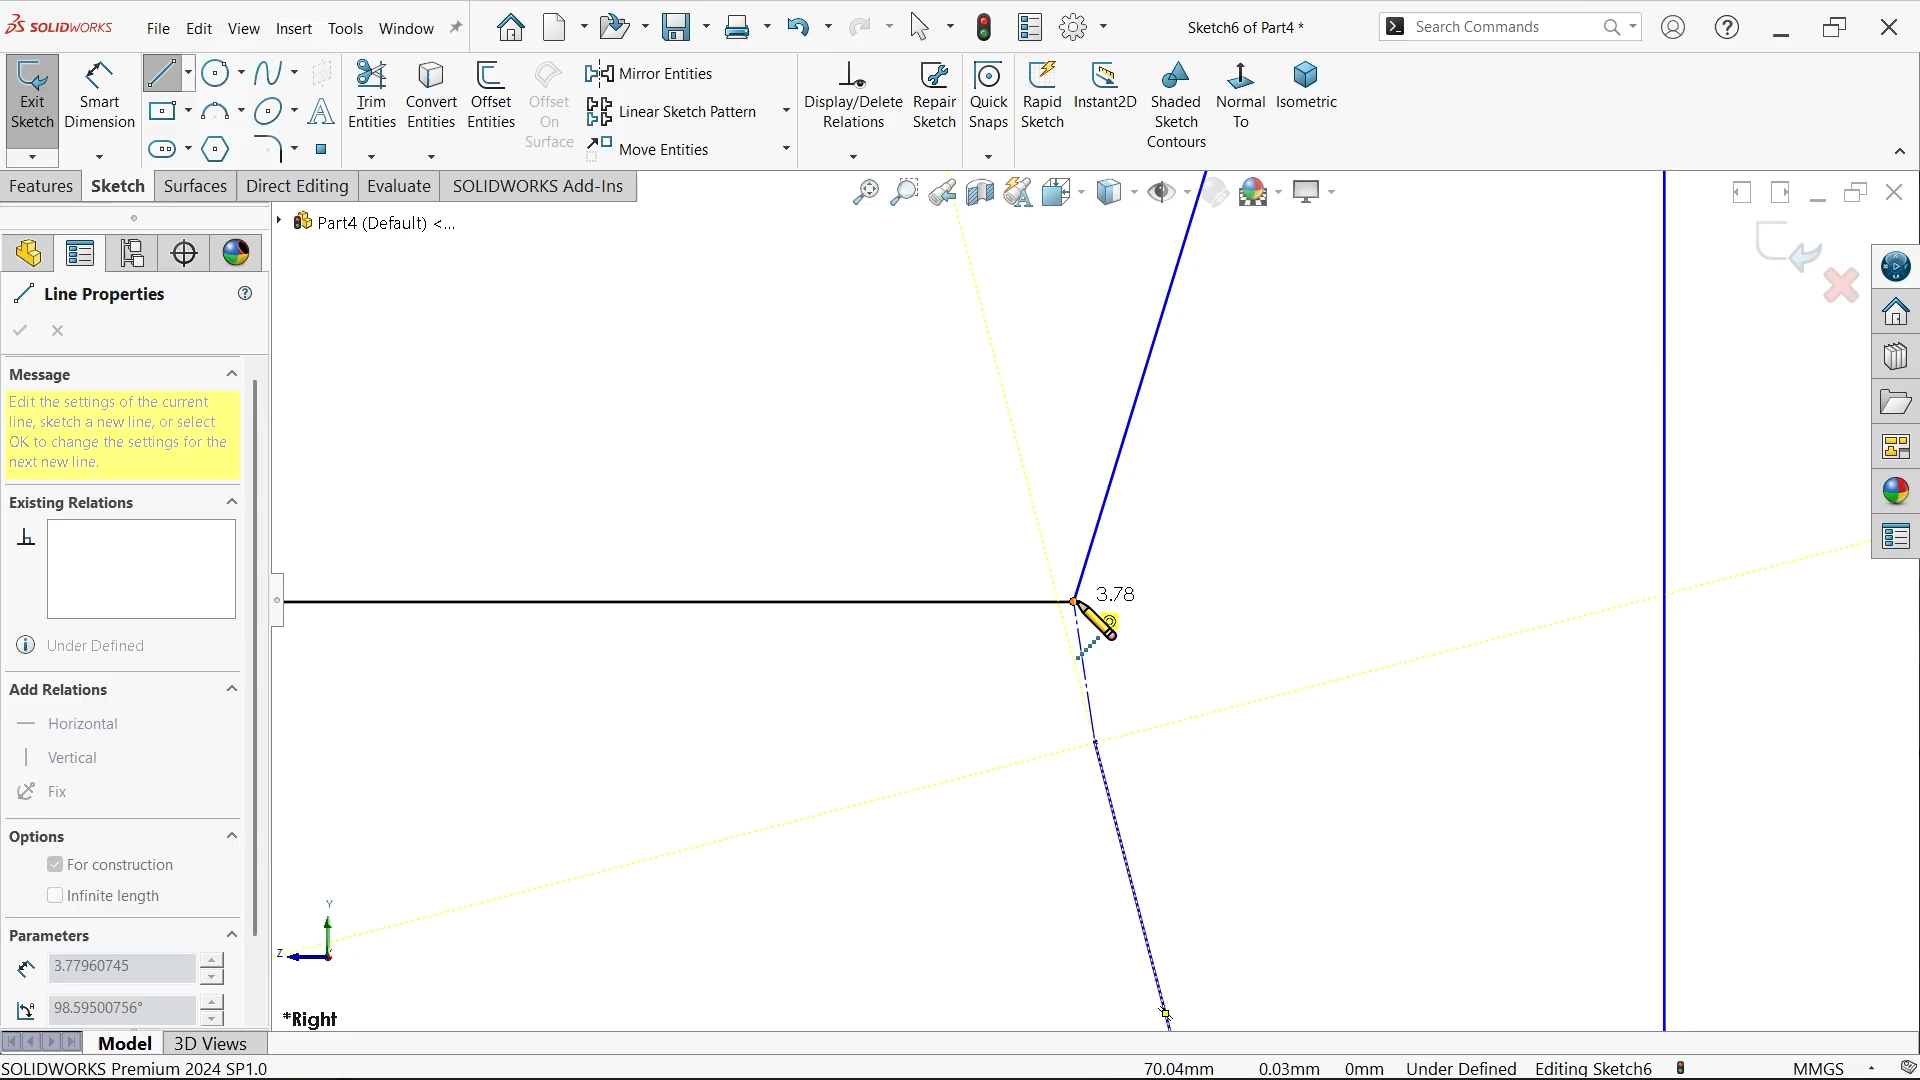 SOLIDWORKS File Edit View Insert Tools Window
Sketch6 of Part4 *
Search Commands
Exit Sketch
Smart Dimension
Trim Entities
Convert Entities
Offset Entities
Offset On Surface
Mirror Entities
Linear Sketch Pattern
Move Entities
Display/Delete Relations
Repair Sketch
Quick Snaps
Rapid Sketch
Instant2D
Shaded Sketch Contours
Normal To
Isometric
Features Sketch Surfaces Direct Editing Evaluate SOLIDWORKS Add-Ins
Part4 (Default) <...
Line Properties
Message
Edit the settings of the current
line, sketch a new line, or select
OK to change the settings for the
next new line.
Existing Relations
Under Defined
Add Relations
Horizontal
Vertical
Fix
Options
For construction
Infinite length
Parameters
3.77960745
98.59500756°
3.78
Y
Z
*Right
Model 3D Views
SOLIDWORKS Premium 2024 SP1.0
70.04mm 0.03mm 0mm Under Defined Editing Sketch6 MMGS